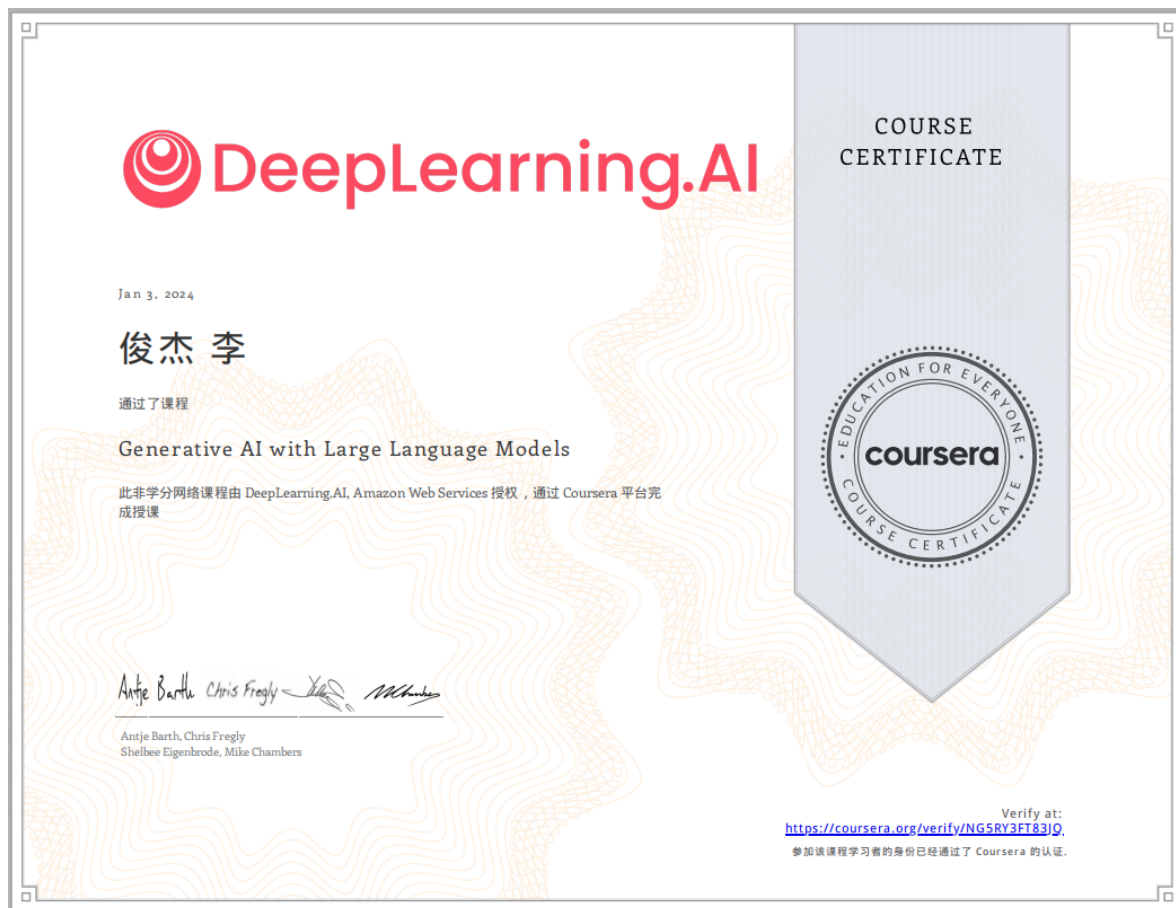 DeepLearning.AI
COURSE
CERTIFICATE
Jan 3, 2024
俊杰 李
通过了课程
Generative AI with Large Language Models
此非学分网络课程由 DeepLearning.AI, Amazon Web Services 授权，通过 Coursera 平台完
成授课
EDUCATION FOR EVERYONE
coursera
COURSE CERTIFICATE
Antje Barth Chris Fregly
Antje Barth, Chris Fregly
Shelbee Eigenbrode, Mike Chambers
Verify at:
https://coursera.org/verify/NG5RY3FT83JQ
参加该课程学习者的身份已经通过了 Coursera 的认证.